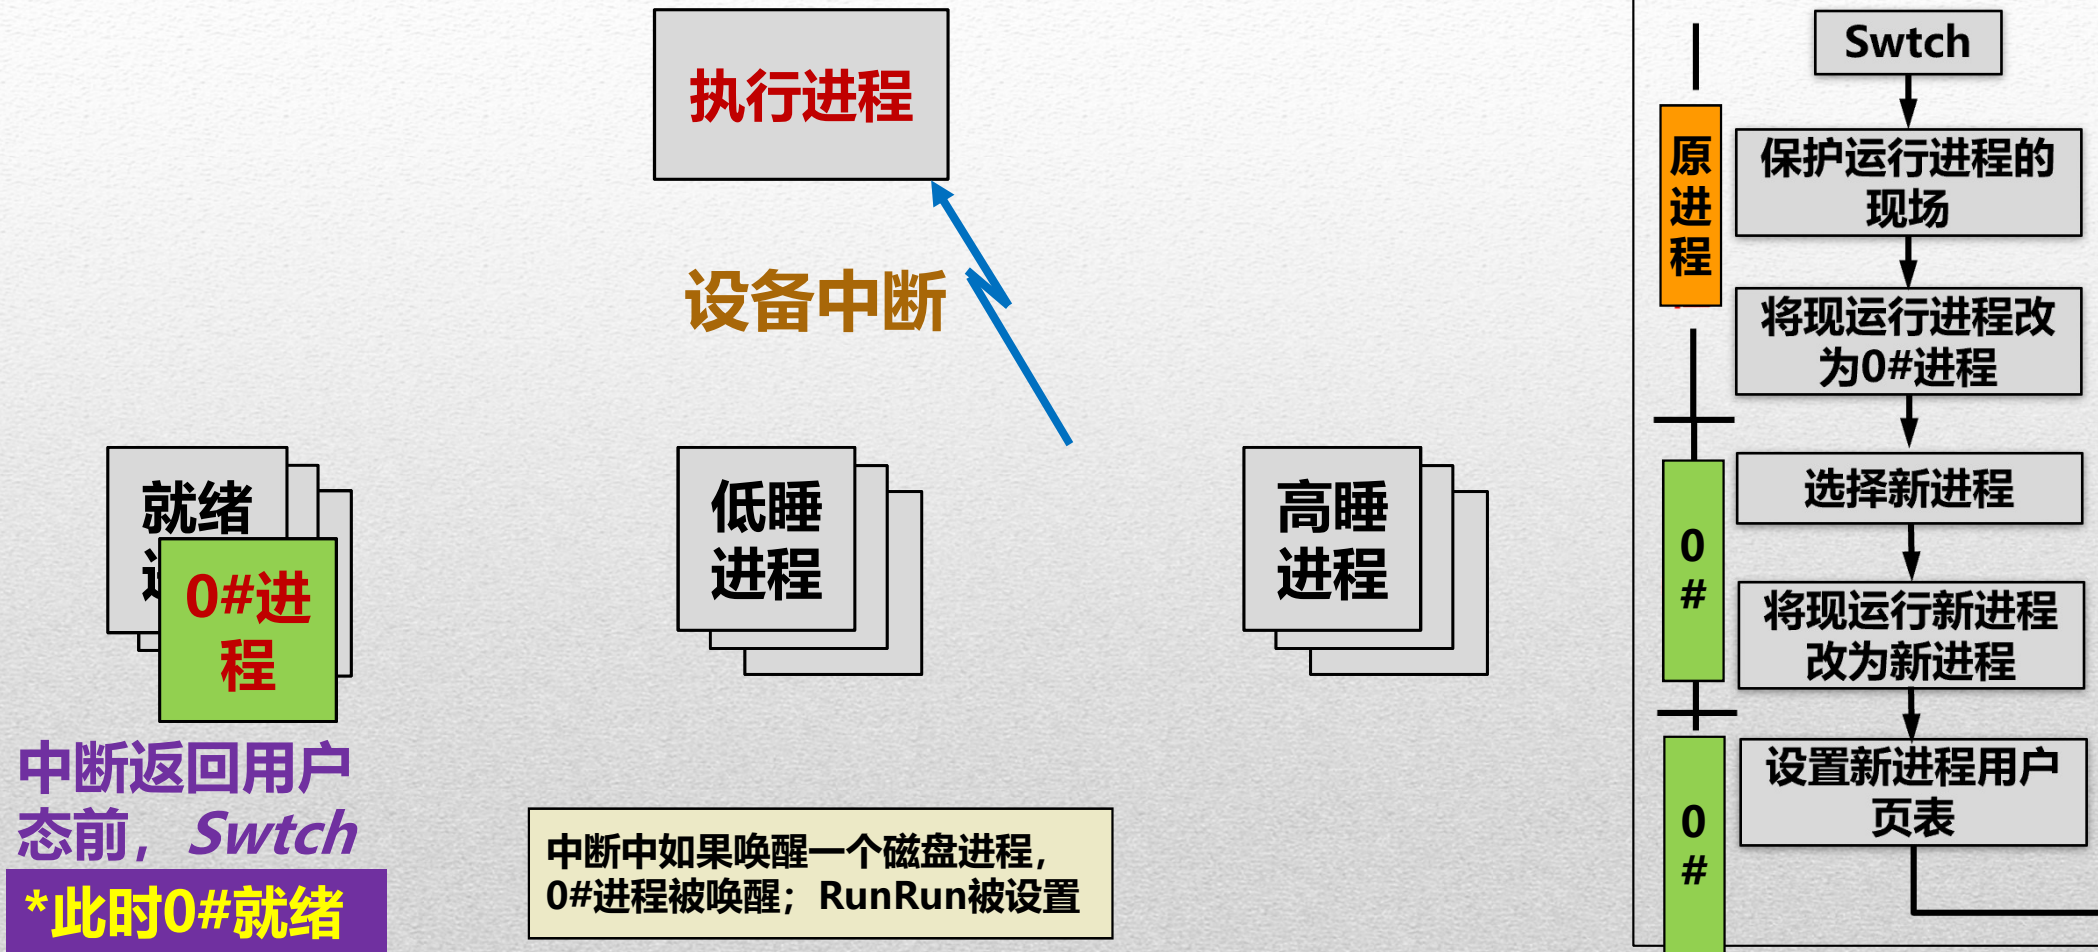 执行进程
设备中断
就绪
0#进
程
低睡
进程
高睡
进程
中断返回用户
态前，Swtch
*此时0#就绪
中断中如果唤醒一个磁盘进程，
0#进程被唤醒；RunRun被设置
原
进
程
0
#
0
#
Swtch
保护运行进程的
现场
将现运行进程改
为0#进程
选择新进程
将现运行新进程
改为新进程
设置新进程用户
页表